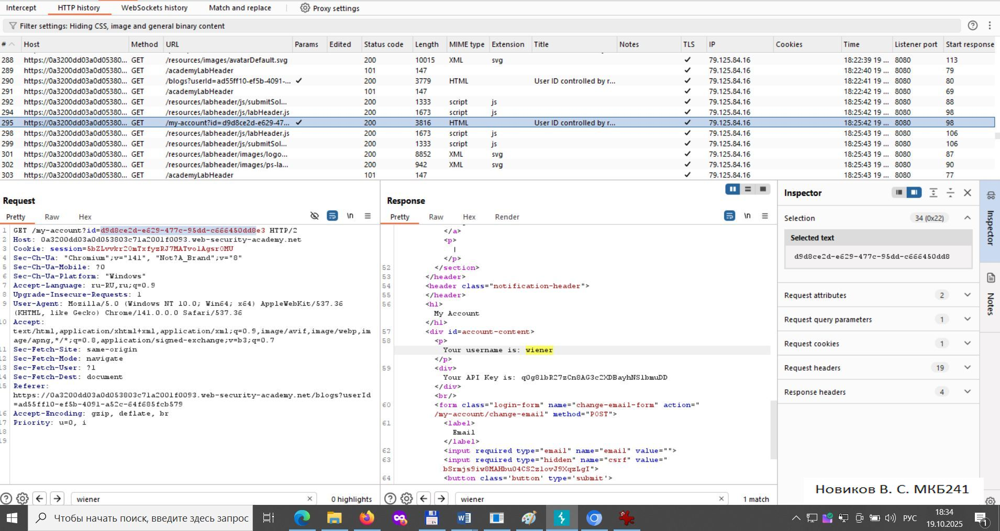 Intercept HTTP history WebSockets history Match and replace Proxy settings
Filter settings: Hiding CSS, image and general binary content
# Host Method URL Params Edited Status code Length MIME type Extension Title Notes TLS IP Cookies Time Listener port Start response
288 https://0a3200dd03a0d05380... GET /resources/images/avatarDefault.svg 200 10015 XML svg ✓ 79.125.84.16 18:22:39 19 ... 8080 113
289 https://0a3200dd03a0d05380... GET /academyLabHeader 101 147 ✓ 79.125.84.16 18:22:40 19 ... 8080 79
290 https://0a3200dd03a0d05380... GET /blogs?userId=ad55ff10-ef5b-4091-... ✓ 200 3779 HTML User ID controlled by r... ✓ 79.125.84.16 18:22:41 19 ... 8080 80
291 https://0a3200dd03a0d05380... GET /academyLabHeader 101 147 ✓ 79.125.84.16 18:22:42 19 ... 8080 69
292 https://0a3200dd03a0d05380... GET /resources/labheader/js/submitSol... 200 1333 script js ✓ 79.125.84.16 18:25:42 19 ... 8080 88
294 https://0a3200dd03a0d05380... GET /resources/labheader/js/labHeader.js 200 1673 script js ✓ 79.125.84.16 18:25:42 19 ... 8080 98
295 https://0a3200dd03a0d05380... GET /my-account?id=d9d8ce2d-e629-47... ✓ 200 3816 HTML User ID controlled by r... ✓ 79.125.84.16 18:25:42 19 ... 8080 98
298 https://0a3200dd03a0d05380... GET /resources/labheader/js/labHeader.js 200 1673 script js ✓ 79.125.84.16 18:25:43 19 ... 8080 106
299 https://0a3200dd03a0d05380... GET /resources/labheader/js/submitSol... 200 1333 script js ✓ 79.125.84.16 18:25:43 19 ... 8080 106
301 https://0a3200dd03a0d05380... GET /resources/labheader/images/logo... 200 8852 XML svg ✓ 79.125.84.16 18:25:43 19 ... 8080 87
302 https://0a3200dd03a0d05380... GET /resources/labheader/images/ps-la... 200 942 XML svg ✓ 79.125.84.16 18:25:43 19 ... 8080 90
303 https://0a3200dd03a0d05380... GET /academyLabHeader 101 147 ✓ 79.125.84.16 18:25:43 19 ... 8080 77
Request
Pretty Raw Hex \n
1 GET /my-account?id=d9d8ce2d-e629-477c-95dd-c666450dd8e3 HTTP/2
2 Host: 0a3200dd03a0d053803c71a2001f0093.web-security-academy.net
3 Cookie: session=5bZLvvkr20mTxfyzRJ7MATvolAgsr0MU
4 Sec-Ch-Ua: "Chromium";v="141", "Not?A_Brand";v="8"
5 Sec-Ch-Ua-Mobile: ?0
6 Sec-Ch-Ua-Platform: "Windows"
7 Accept-Language: ru-RU,ru;q=0.9
8 Upgrade-Insecure-Requests: 1
9 User-Agent: Mozilla/5.0 (Windows NT 10.0; Win64; x64) AppleWebKit/537.36
(KHTML, like Gecko) Chrome/141.0.0.0 Safari/537.36
10 Accept:
text/html,application/xhtml+xml,application/xml;q=0.9,image/avif,image/webp,im
age/apng,*/*;q=0.8,application/signed-exchange;v=b3;q=0.7
11 Sec-Fetch-Site: same-origin
12 Sec-Fetch-Mode: navigate
13 Sec-Fetch-User: ?1
14 Sec-Fetch-Dest: document
15 Referer:
https://0a3200dd03a0d053803c71a2001f0093.web-security-academy.net/blogs?userId
=ad55ff10-ef5b-4091-a52c-64f685fcb579
16 Accept-Encoding: gzip, deflate, br
17 Priority: u=0, i
18
19
wiener 0 highlights
Response
Pretty Raw Hex Render \n
</a>
<p>
|
</p>
52 </section>
53 </header>
54 <header class="notification-header">
55 </header>
56 <h1>
My Account
</h1>
57 <div id=account-content>
58 <p>
Your username is: wiener
</p>
59 <div>
Your API Key is: q0g81bR27zCn8AG3c2XDBayhNS1bmuDD
</div>
<br/>
60 <form class="login-form" name="change-email-form" action="
/my-account/change-email" method="POST">
61 <label>
Email
</label>
62 <input required type="email" name="email" value="">
63 <input required type="hidden" name="csrf" value="
bSrmjs9iw8MAHbu04CS2zlovJ9XqzLgI">
64 <button class='button' type='submit'>
wiener 1 match
Inspector
Selection 34 (0x22)
Selected text
d9d8ce2d-e629-477c-95dd-c666450dd8
Request attributes 2
Request query parameters 1
Request cookies 1
Request headers 19
Response headers 4
Inspector
Notes
Новиков В. С. МКБ241
Чтобы начать поиск, введите здесь запрос
РУС
18:34
19.10.2025
1